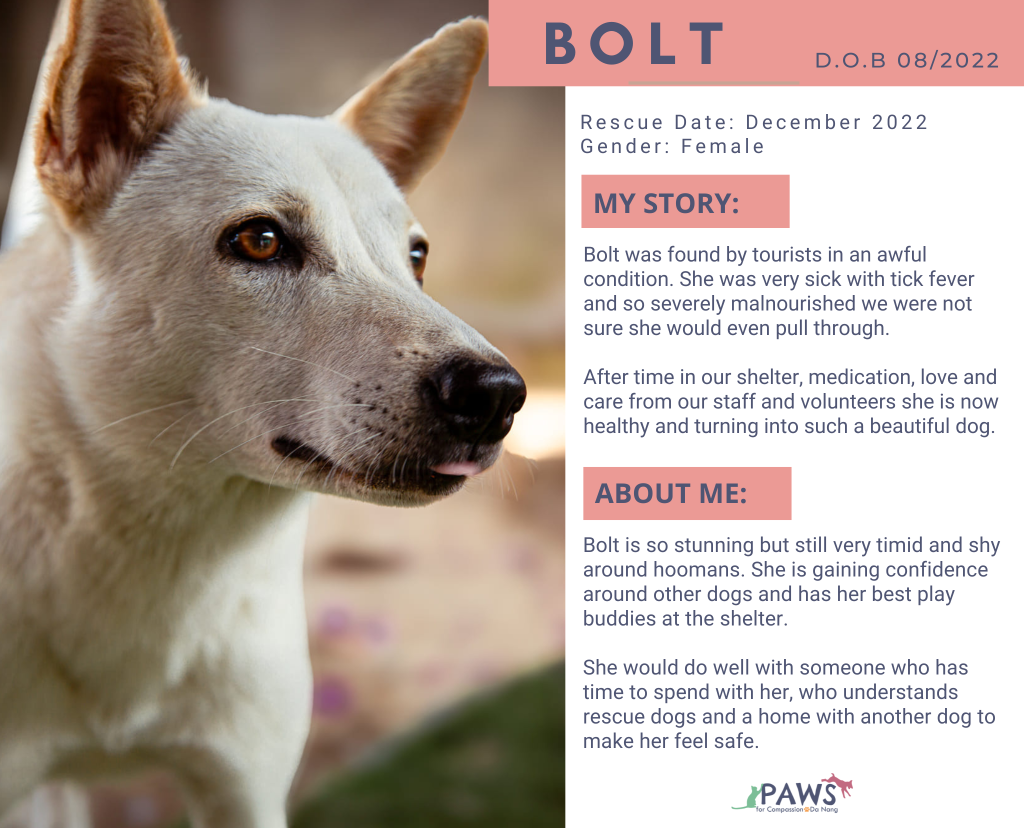 BOLT
D.O.B 08/2022
Rescue Date: December 2022
Gender: Female
MY STORY:
Bolt was found by tourists in an awful
condition. She was very sick with tick fever
and so severely malnourished we were not
sure she would even pull through.
After time in our shelter, medication, love and
care from our staff and volunteers she is now
healthy and turning into such a beautiful dog.
ABOUT ME:
Bolt is so stunning but still very timid and shy
around hoomans. She is gaining confidence
around other dogs and has her best play
buddies at the shelter.
She would do well with someone who has
time to spend with her, who understands
rescue dogs and a home with another dog to
make her feel safe.
PAWS
for Compassion Da Nang